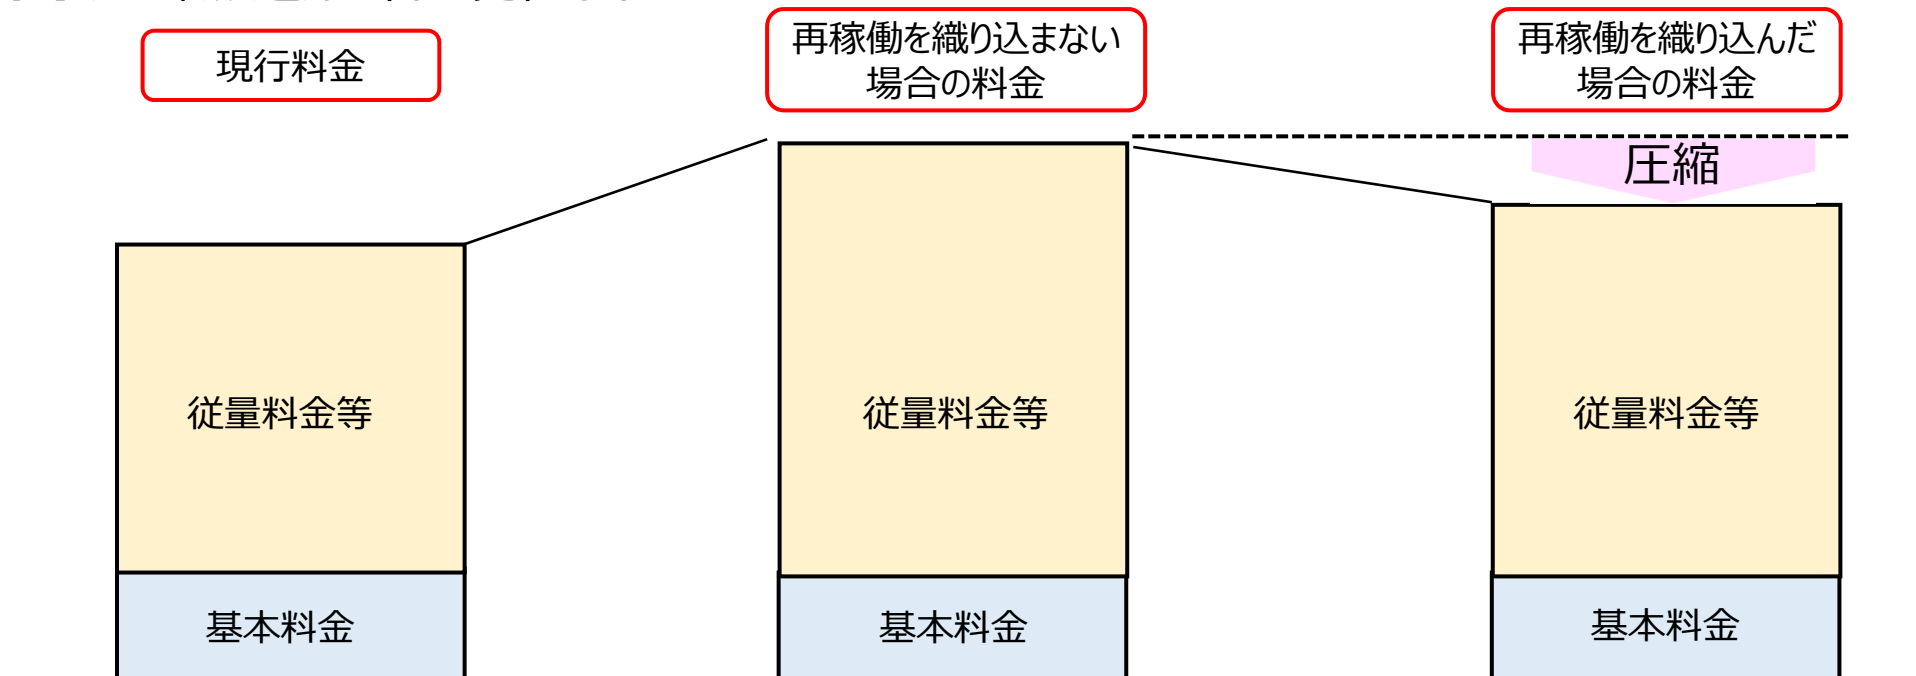 現行料金
再稼働を織り込まない
場合の料金
再稼働を織り込んだ
場合の料金
圧縮
従量料金等
従量料金等
従量料金等
基本料金
基本料金
基本料金